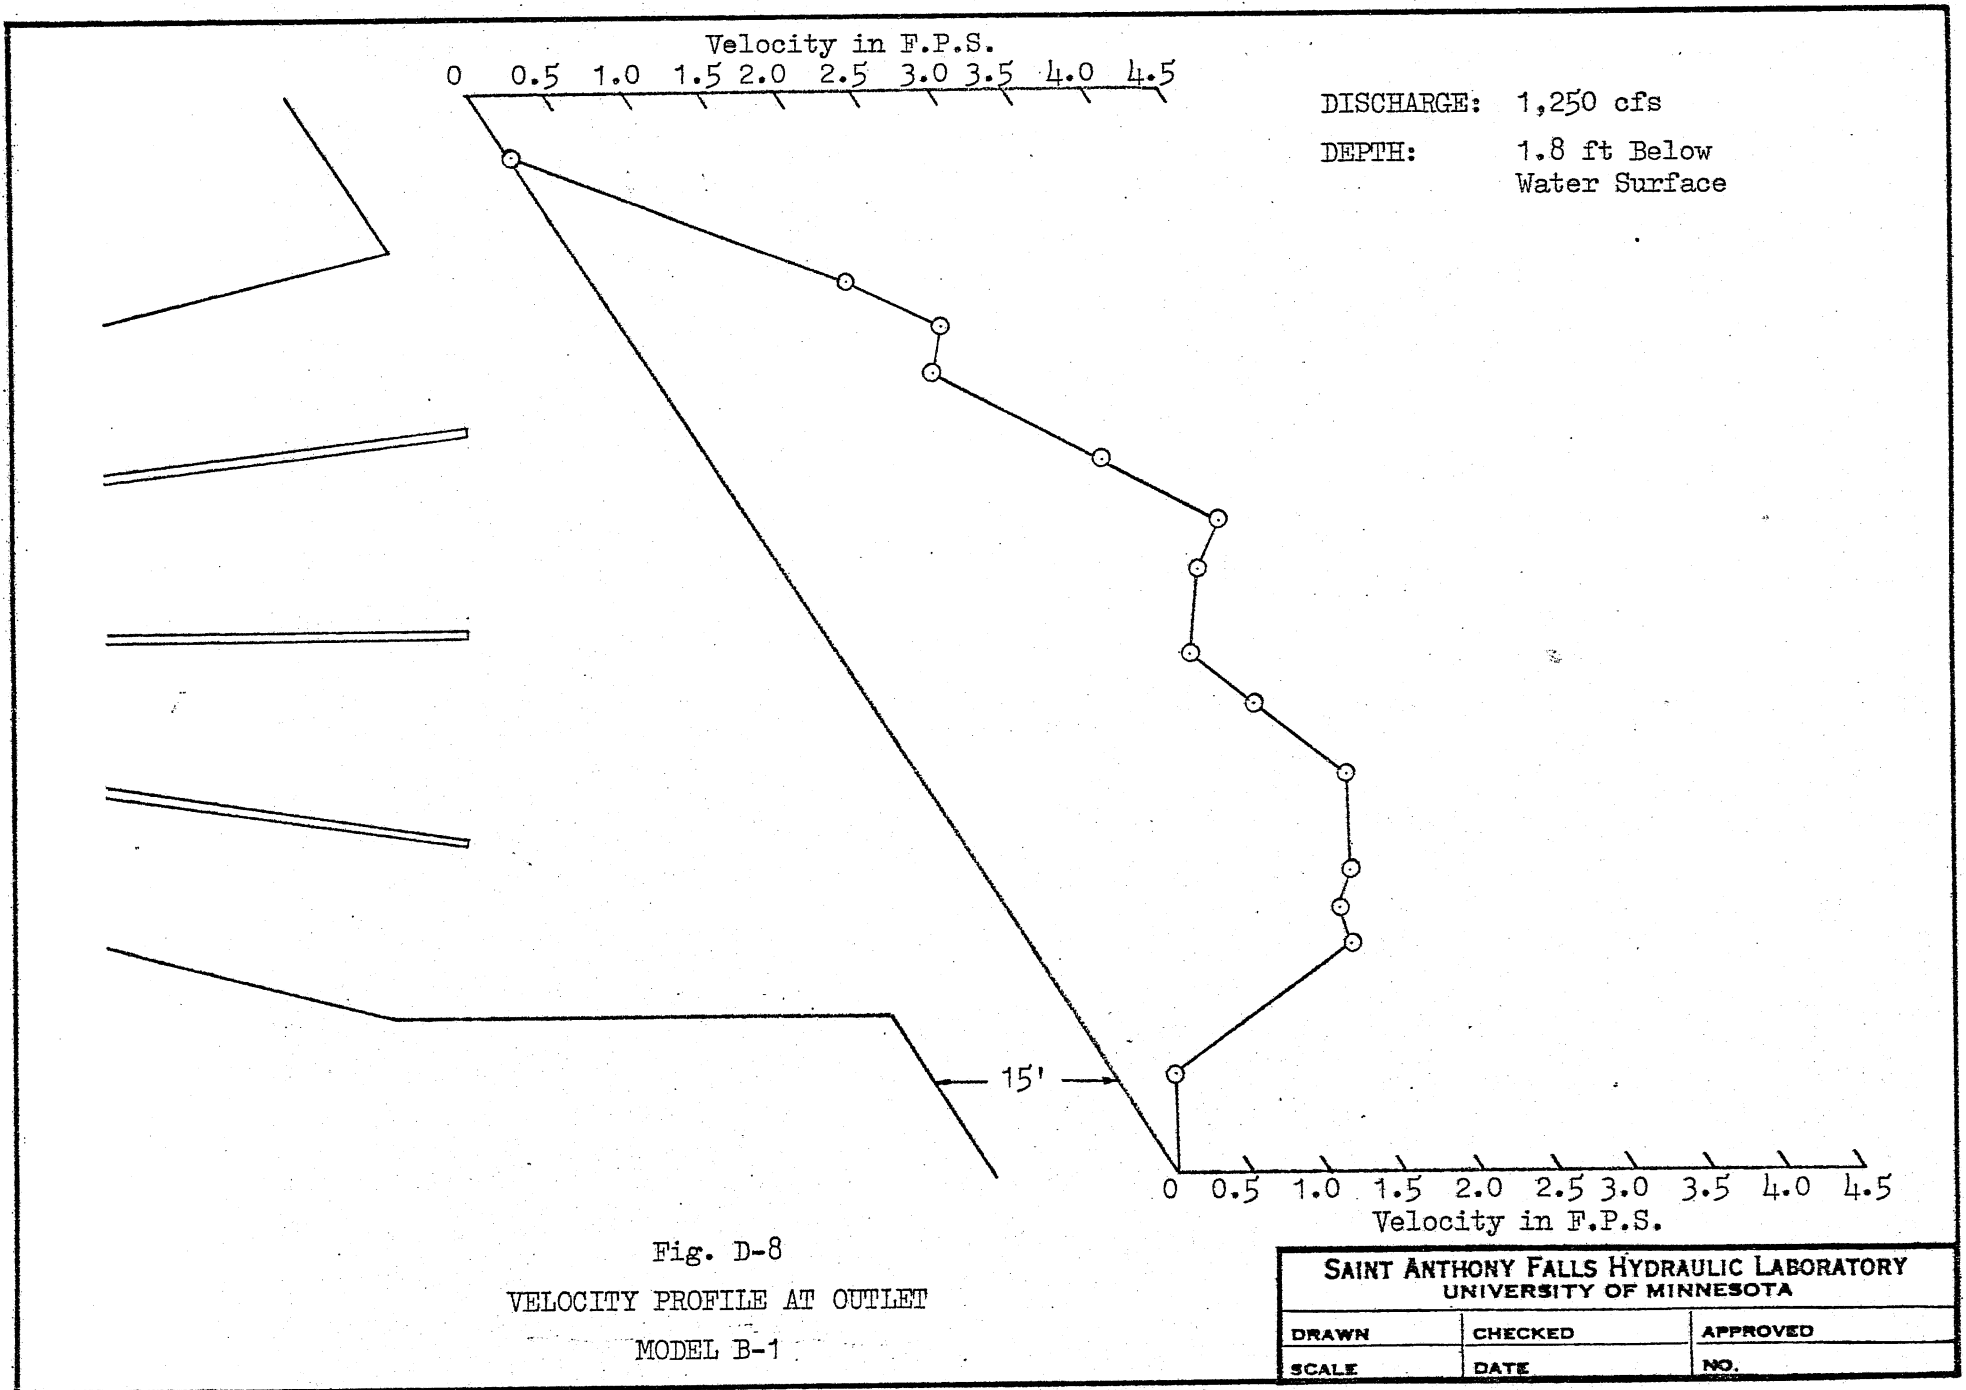 Velocity in F.P.S.
0 0.5 1.0 1.5 2.0 2.5 3.0 3.5 4.0 4.5
DISCHARGE: 1,250 cfs
DEPTH: 1.8 ft Below
Water Surface
15'
0 0.5 1.0 1.5 2.0 2.5 3.0 3.5 4.0 4.5
Velocity in F.P.S.
Fig. D-8
VELOCITY PROFILE AT OUTLET
MODEL B-1
SAINT ANTHONY FALLS HYDRAULIC LABORATORY
UNIVERSITY OF MINNESOTA
DRAWN CHECKED APPROVED
SCALE DATE NO.